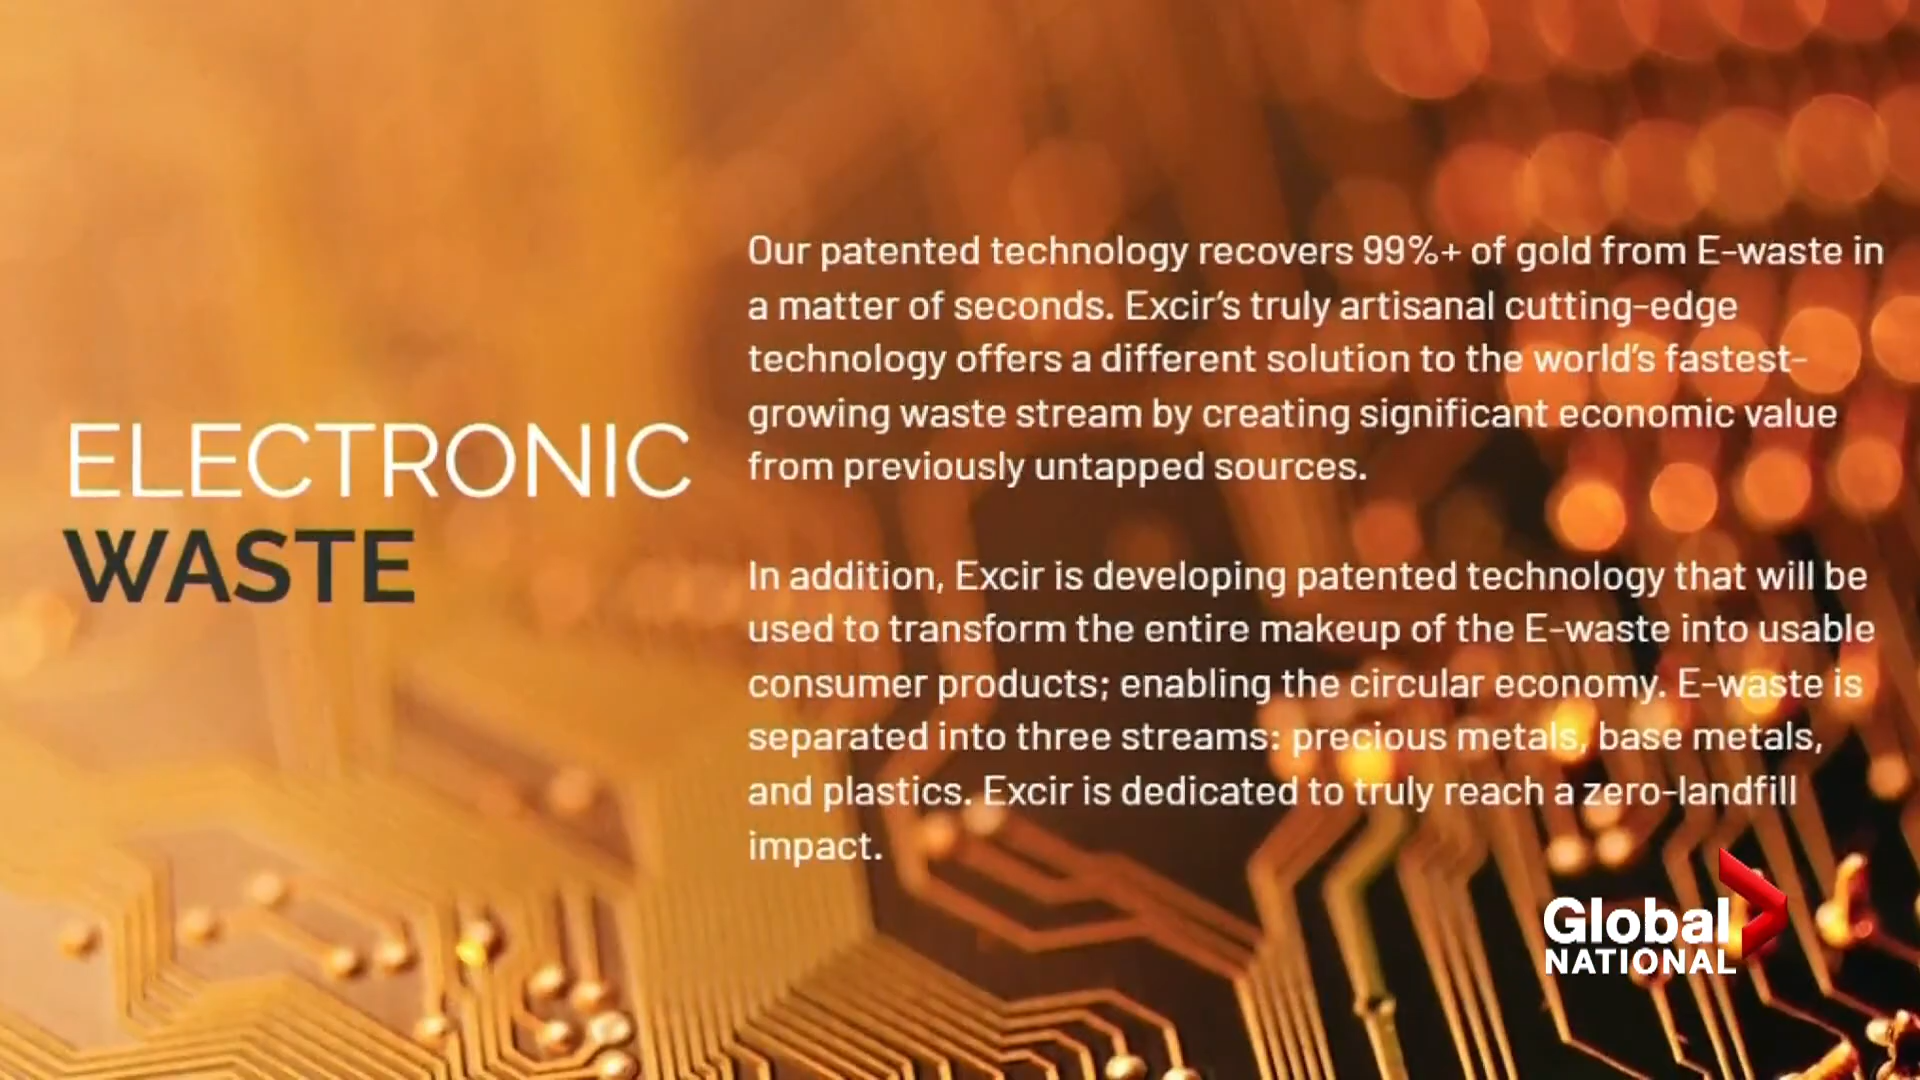 ELECTRONIC
WASTE
Our patented technology recovers 99%+ of gold from E-waste in
a matter of seconds. Excir’s truly artisanal cutting-edge
technology offers a different solution to the world’s fastest-
growing waste stream by creating significant economic value
from previously untapped sources.
In addition, Excir is developing patented technology that will be
used to transform the entire makeup of the E-waste into usable
consumer products; enabling the circular economy. E-waste is
separated into three streams: precious metals, base metals,
and plastics. Excir is dedicated to truly reach a zero-landfill
impact.
Global
NATIONAL